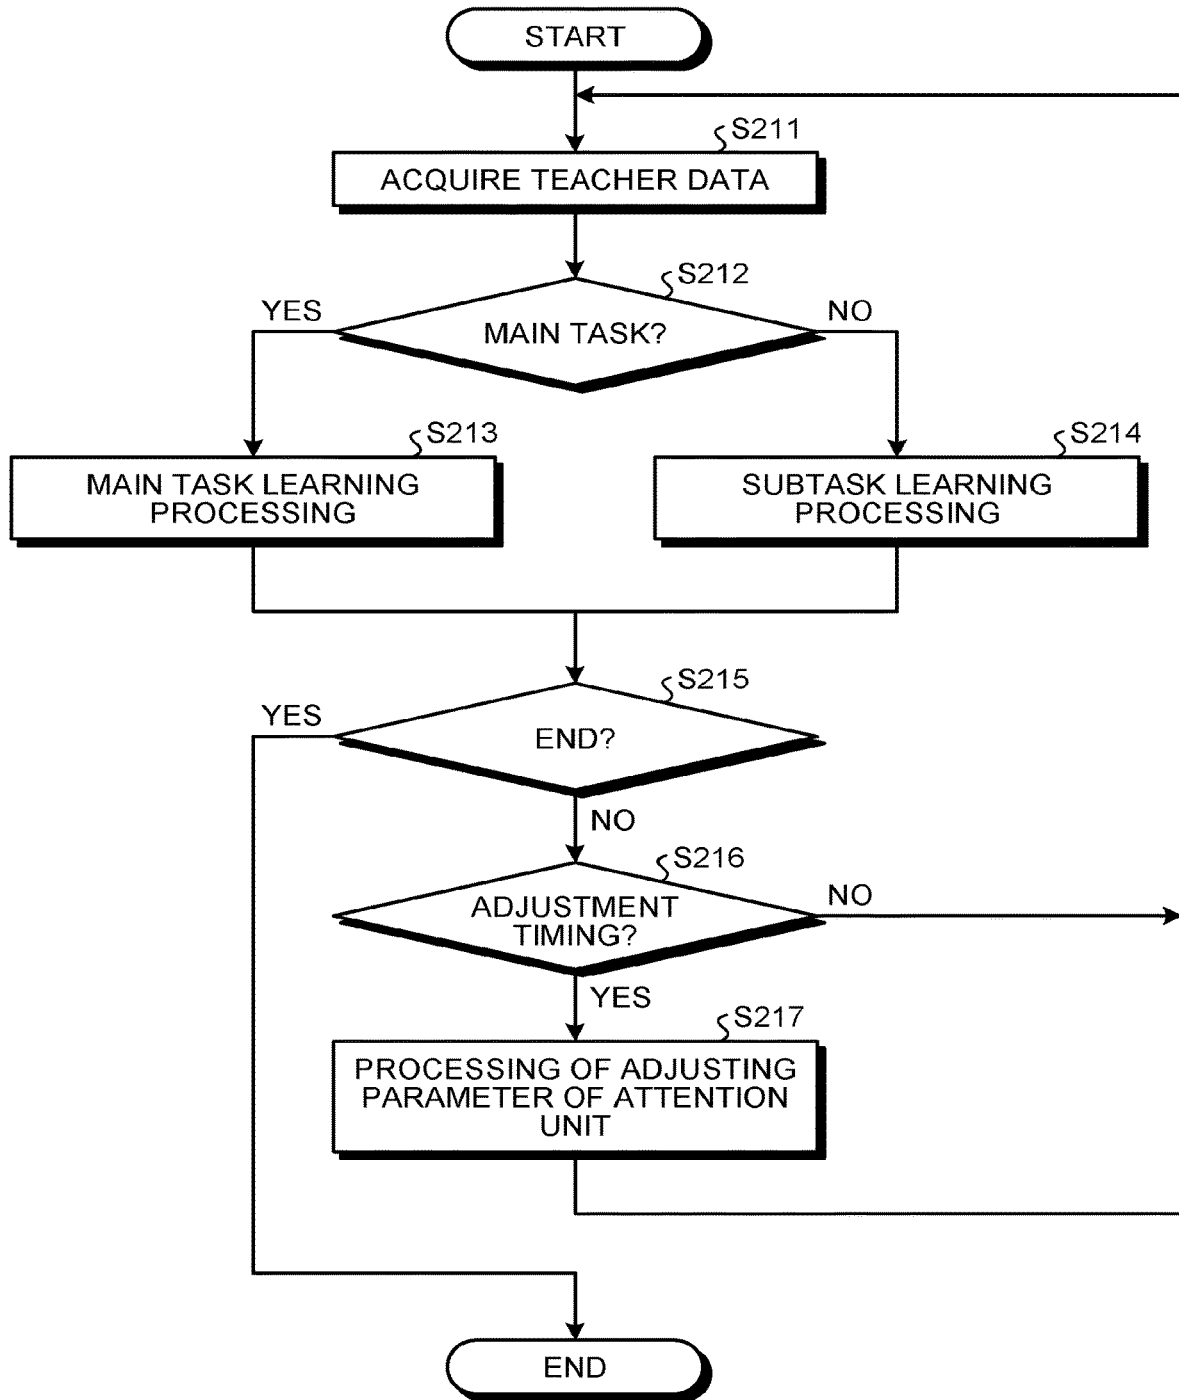 START
S211
ACQUIRE TEACHER DATA
S212
YES
NO
MAIN TASK?
S213
S214
MAIN TASK LEARNING
PROCESSING
SUBTASK LEARNING
PROCESSING
S215
YES
END?
NO
S216
NO
ADJUSTMENT
TIMING?
YES
S217
PROCESSING OF ADJUSTING
PARAMETER OF ATTENTION
UNIT
END